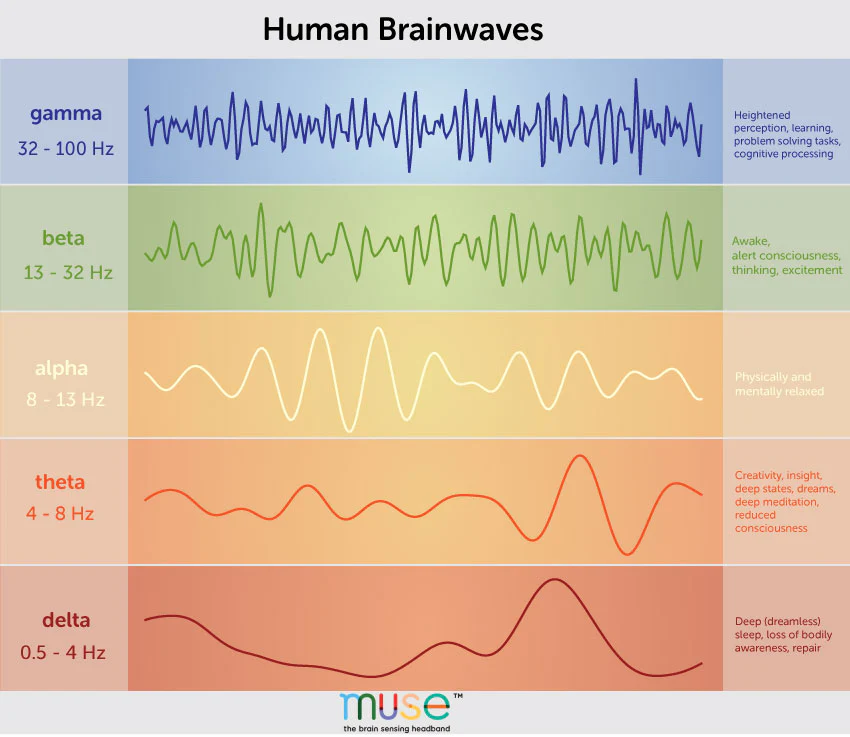 Human Brainwaves
gamma
32 - 100 Hz
Heightened
perception, learning,
problem solving tasks,
cognitive processing
beta
13 - 32 Hz
Awake,
alert consciousness,
thinking, excitement
alpha
8 - 13 Hz
Physically and
mentally relaxed
theta
4 - 8 Hz
Creativity, insight,
deep states, dreams,
deep meditation,
reduced
consciousness
delta
0.5 - 4 Hz
Deep (dreamless)
sleep, loss of bodily
awareness, repair
muse™
the brain sensing headband